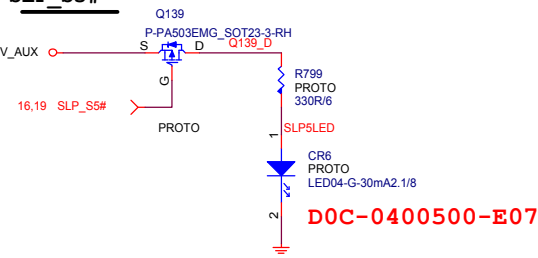 SLP_S5#
Q139
P-PA503EMG_SOT23-3-RH
V_AUX
S
D
Q139_D
G
R799
PROTO
330R/6
16,19 SLP_S5#
PROTO
1
SLP5LED
CR6
PROTO
LED04-G-30mA2.1/8
2
D0C-0400500-E07